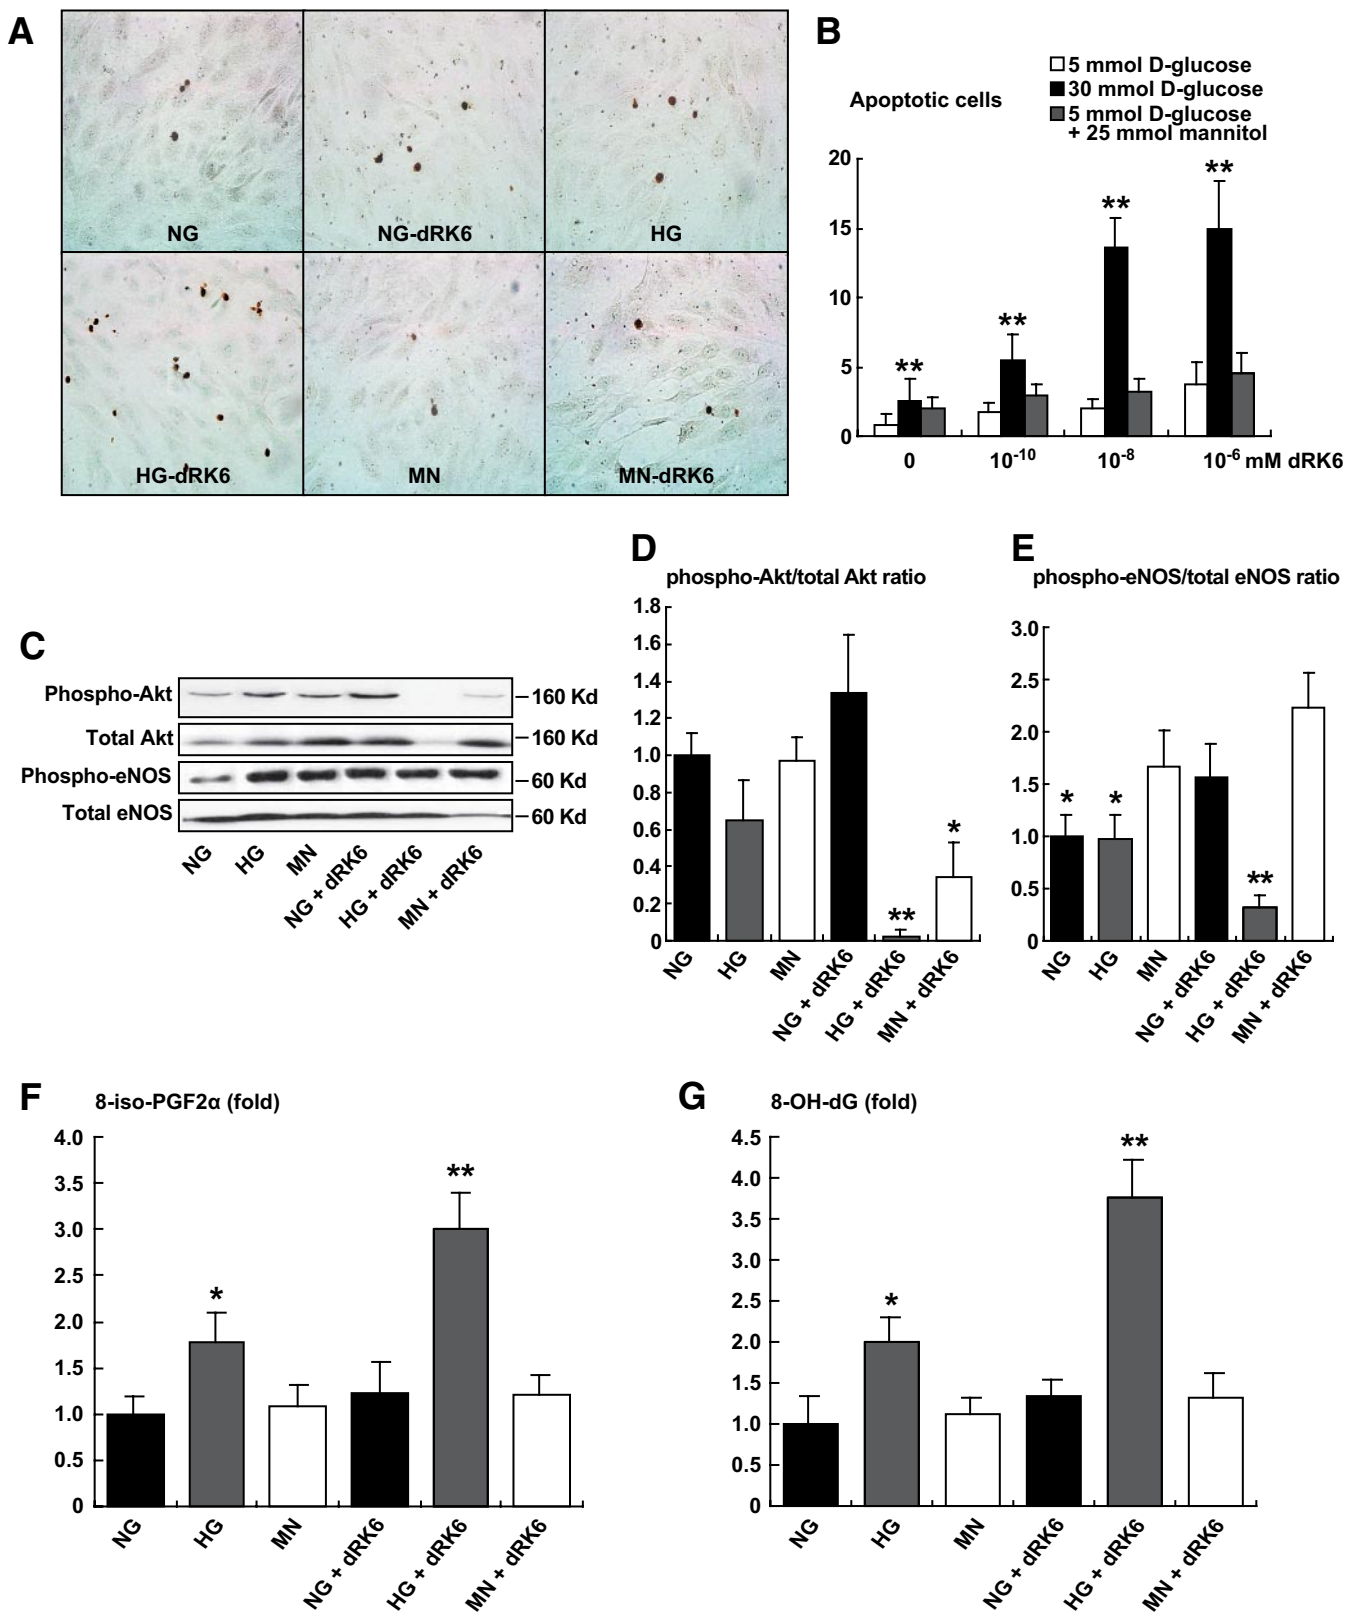 A
NG
NG-dRK6
HG
HG-dRK6
MN
MN-dRK6
B
Apoptotic cells
5 mmol D-glucose
30 mmol D-glucose
5 mmol D-glucose
+ 25 mmol mannitol
20
15
10
5
0
**
**
**
**
0
10⁻¹⁰
10⁻⁸
10⁻⁶ mM dRK6
C
Phospho-Akt
160 Kd
Total Akt
160 Kd
Phospho-eNOS
60 Kd
Total eNOS
60 Kd
NG
HG
MN
NG + dRK6
HG + dRK6
MN + dRK6
D
phospho-Akt/total Akt ratio
1.8
1.6
1.4
1.2
1.0
0.8
0.6
0.4
0.2
0
**
*
NG
HG
MN
NG + dRK6
HG + dRK6
MN + dRK6
E
phospho-eNOS/total eNOS ratio
3.0
2.5
2.0
1.5
1.0
0.5
0
*
*
**
NG
HG
MN
NG + dRK6
HG + dRK6
MN + dRK6
F
8-iso-PGF2α (fold)
4.0
3.5
3.0
2.5
2.0
1.5
1.0
0.5
0
*
**
NG
HG
MN
NG + dRK6
HG + dRK6
MN + dRK6
G
8-OH-dG (fold)
4.5
4.0
3.5
3.0
2.5
2.0
1.5
1.0
0.5
0
*
**
NG
HG
MN
NG + dRK6
HG + dRK6
MN + dRK6